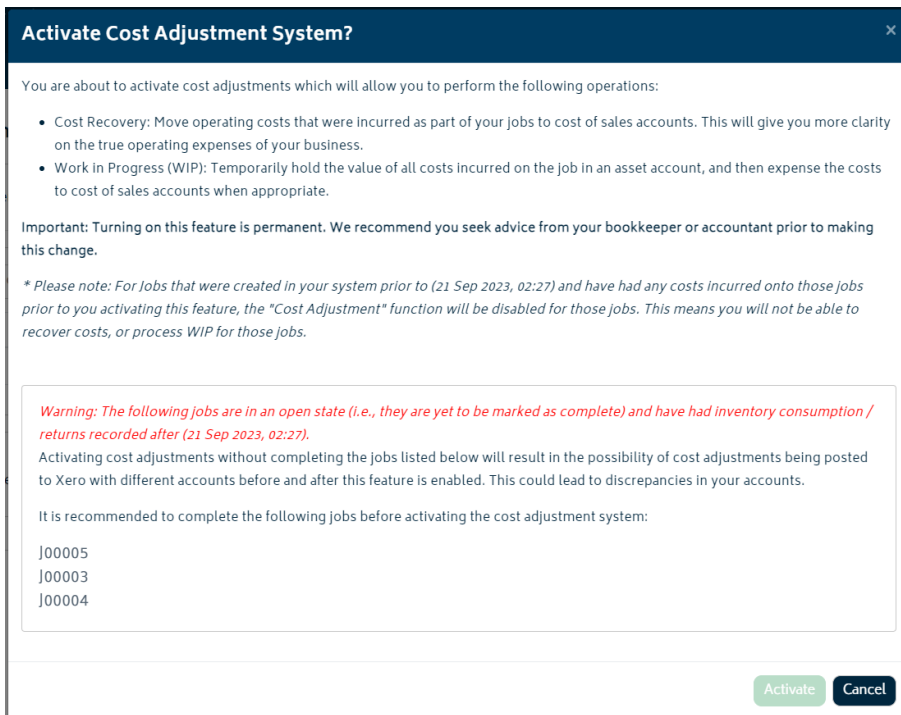 Activate Cost Adjustment System?
×
You are about to activate cost adjustments which will allow you to perform the following operations:
• Cost Recovery: Move operating costs that were incurred as part of your jobs to cost of sales accounts. This will give you more clarity
on the true operating expenses of your business.
• Work in Progress (WIP): Temporarily hold the value of all costs incurred on the job in an asset account, and then expense the costs
to cost of sales accounts when appropriate.
Important: Turning on this feature is permanent. We recommend you seek advice from your bookkeeper or accountant prior to making
this change.
* Please note: For Jobs that were created in your system prior to (21 Sep 2023, 02:27) and have had any costs incurred onto those jobs
prior to you activating this feature, the "Cost Adjustment" function will be disabled for those jobs. This means you will not be able to
recover costs, or process WIP for those jobs.
Warning: The following jobs are in an open state (i.e., they are yet to be marked as complete) and have had inventory consumption /
returns recorded after (21 Sep 2023, 02:27).
Activating cost adjustments without completing the jobs listed below will result in the possibility of cost adjustments being posted
to Xero with different accounts before and after this feature is enabled. This could lead to discrepancies in your accounts.
It is recommended to complete the following jobs before activating the cost adjustment system:
J00005
J00003
J00004
Activate
Cancel